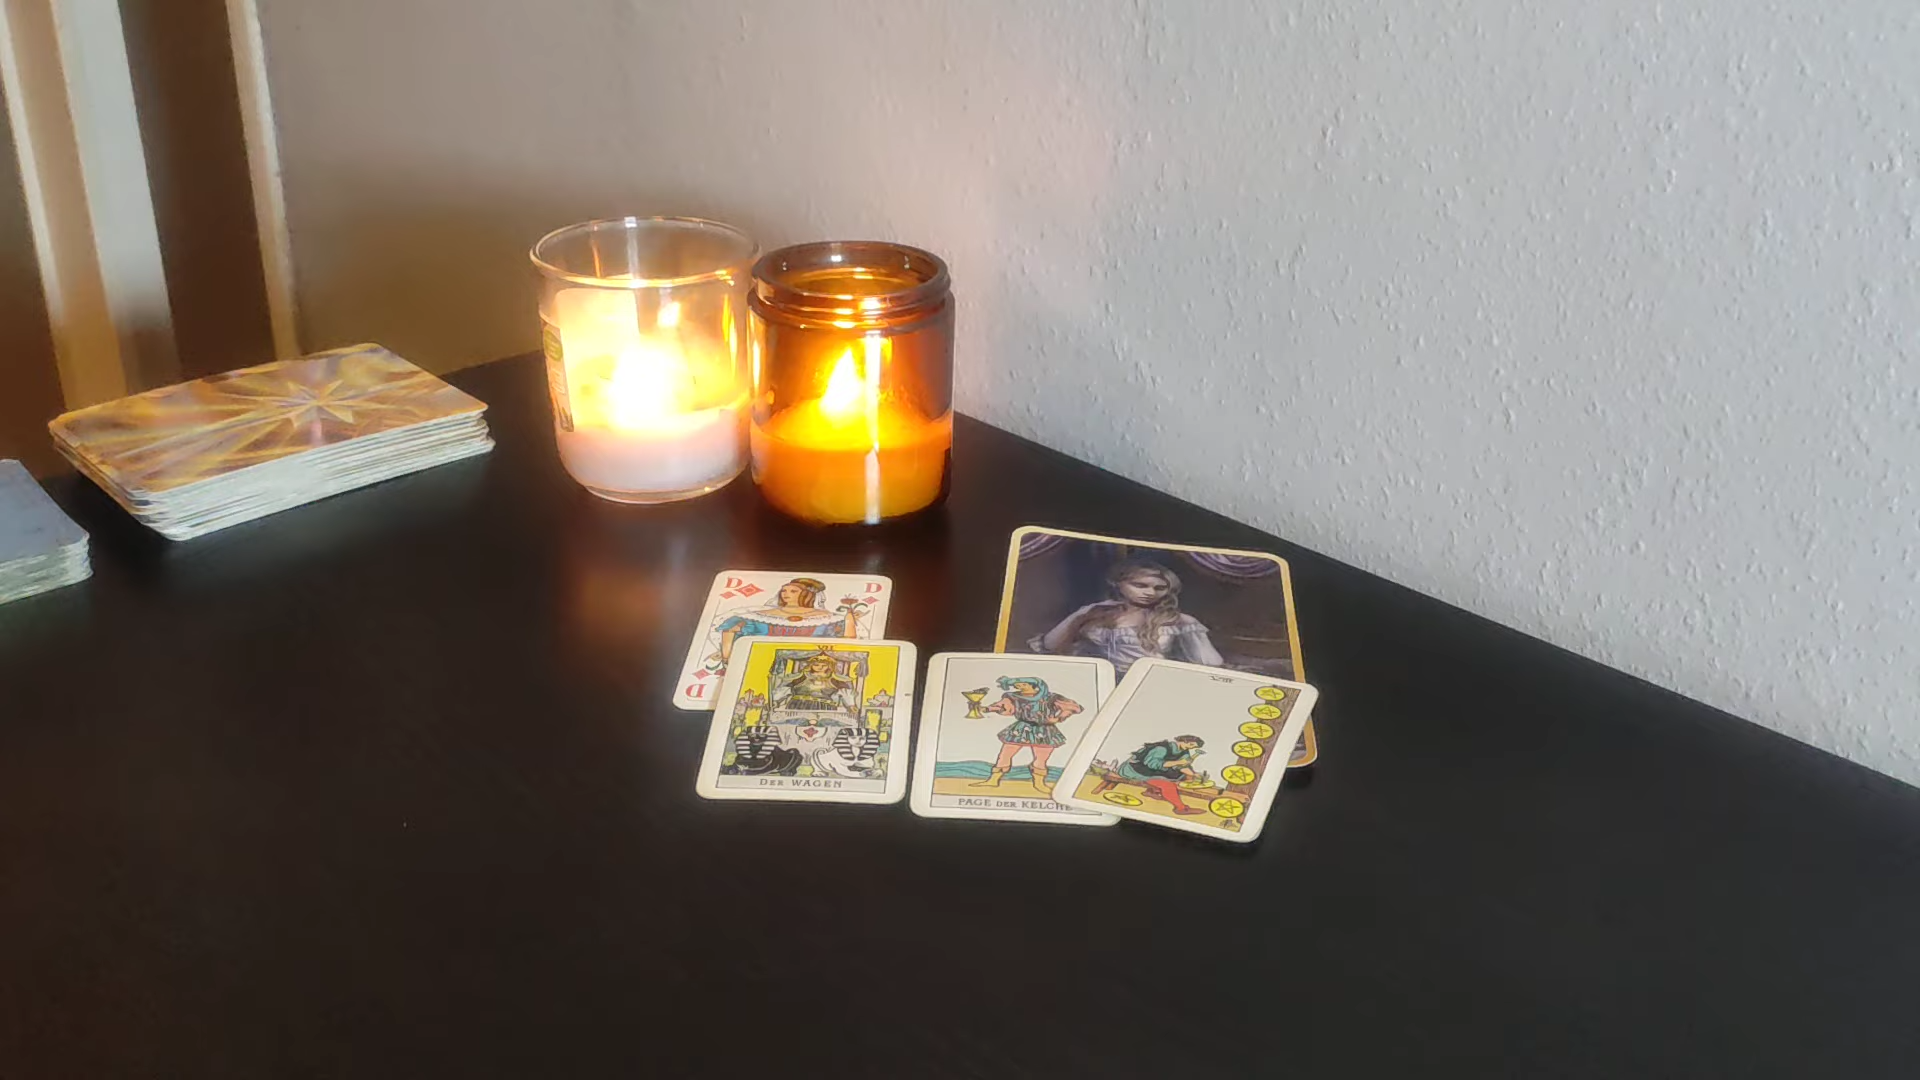 D
D
D
VII
DER WAGEN
PAGE DER KELCHE
VIII